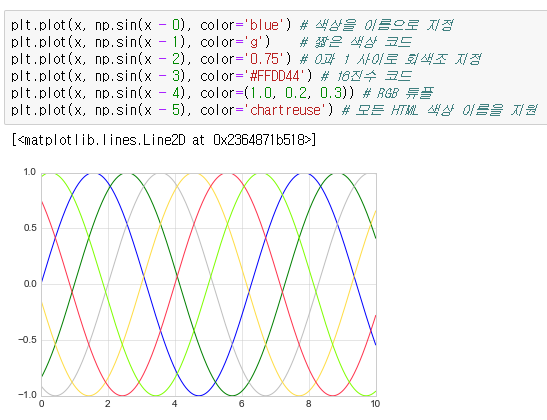 plt.plot(x, np.sin(x - 0), color='blue') # 색상을 이름으로 지정
plt.plot(x, np.sin(x - 1), color='g')    # 짧은 색상 코드
plt.plot(x, np.sin(x - 2), color='0.75') # 0과 1 사이로 회색조 지정
plt.plot(x, np.sin(x - 3), color='#FFDD44') # 16진수 코드
plt.plot(x, np.sin(x - 4), color=(1.0, 0.2, 0.3)) # RGB 튜플
plt.plot(x, np.sin(x - 5), color='chartreuse') # 모든 HTML 색상 이름을 지원
[<matplotlib.lines.Line2D at 0x2364871b518>]
1.0
0.5
0.0
−0.5
−1.0
0 2 4 6 8 10